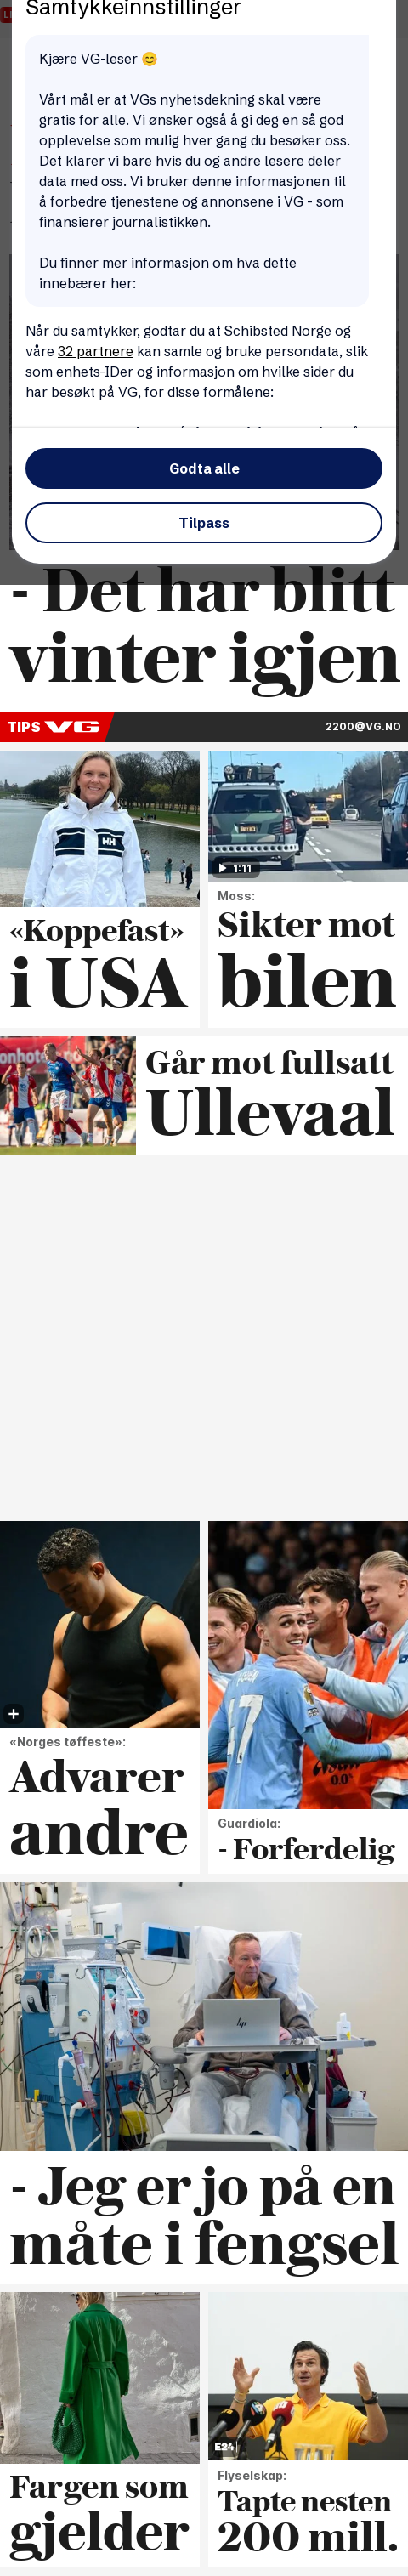 Samtykkeinnstillinger
Kjære VG-leser 😊
Vårt mål er at VGs nyhetsdekning skal være
gratis for alle. Vi ønsker også å gi deg en så god
opplevelse som mulig hver gang du besøker oss.
Det klarer vi bare hvis du og andre lesere deler
data med oss. Vi bruker denne informasjonen til
å forbedre tjenestene og annonsene i VG - som
finansierer journalistikken.
Du finner mer informasjon om hva dette
innebærer her:
Når du samtykker, godtar du at Schibsted Norge og
våre 32 partnere kan samle og bruke persondata, slik
som enhets-IDer og informasjon om hvilke sider du
har besøkt på VG, for disse formålene:
Godta alle
Tilpass
- Det har blitt
vinter igjen
TIPS VG
2200@VG.NO
HH
«Koppefast»
i USA
1:11
Moss:
Sikter mot
bilen
Går mot fullsatt
Ullevaal
«Norges tøffeste»:
Advarer
andre
47
Guardiola:
- Forferdelig
hp
- Jeg er jo på en
måte i fengsel
Fargen som
gjelder
E24
Flyselskap:
Tapte nesten
200 mill.